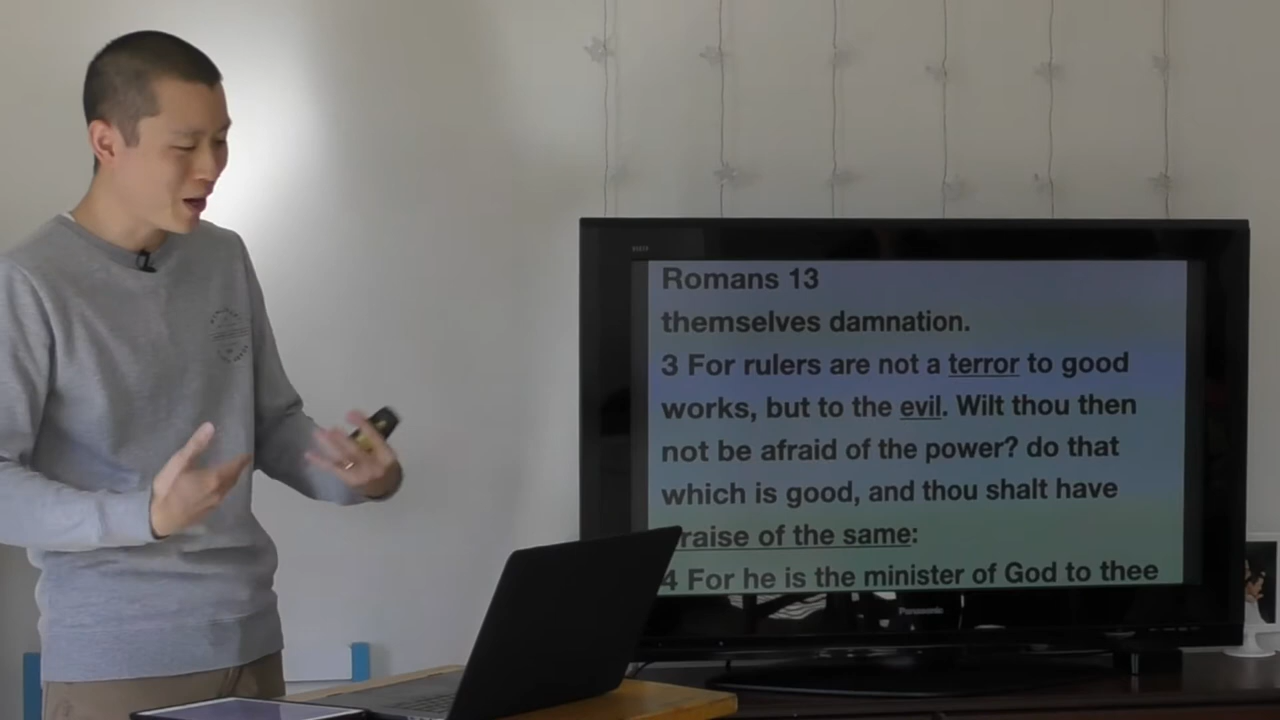 Romans 13
themselves damnation.
3 For rulers are not a terror to good
works, but to the evil. Wilt thou then
not be afraid of the power? do that
which is good, and thou shalt have
raise of the same:
4 For he is the minister of God to thee
Panasonic